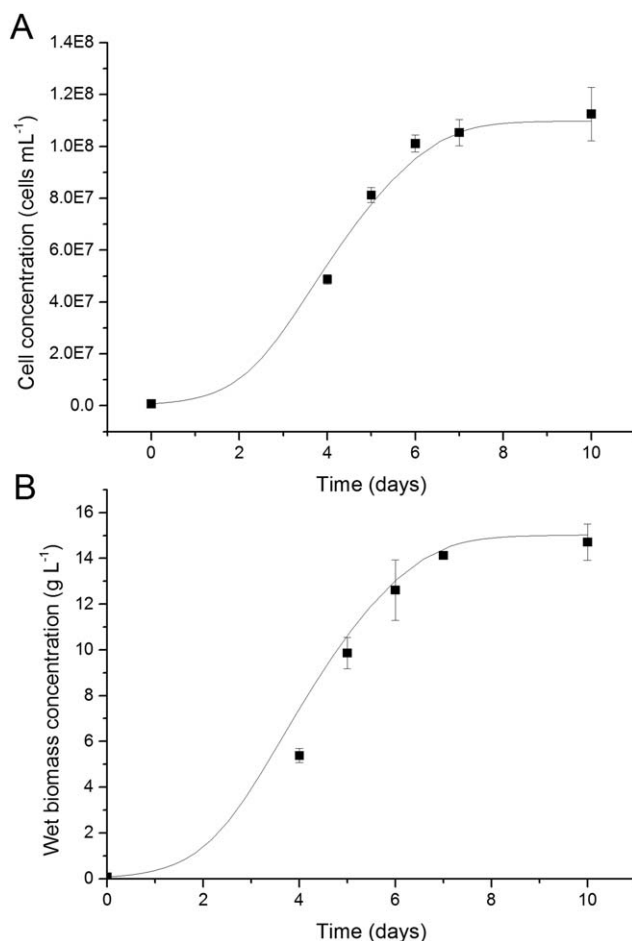 A
1.4E8
1.2E8
1.0E8
8.0E7
6.0E7
4.0E7
2.0E7
0.0
Cell concentration (cells mL⁻¹)
0 2 4 6 8 10
Time (days)
B
16
14
12
10
8
6
4
2
0
Wet biomass concentration (g L⁻¹)
0 2 4 6 8 10
Time (days)